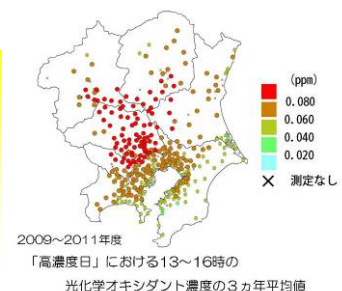 (ppm)
0.080
0.060
0.040
0.020
× 測定なし
2009～2011年度
「高濃度日」における13～16時の
光化学オキシダント濃度の3ヵ年平均値